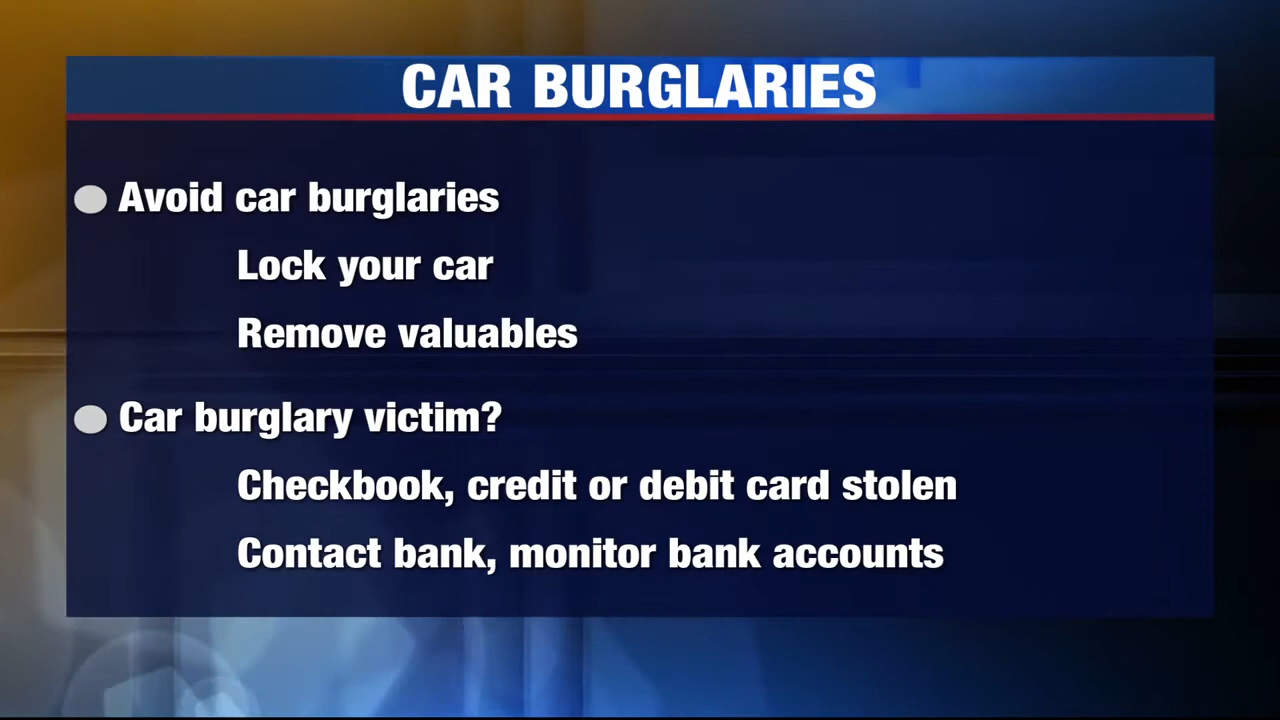 CAR BURGLARIES
Avoid car burglaries
Lock your car
Remove valuables
Car burglary victim?
Checkbook, credit or debit card stolen
Contact bank, monitor bank accounts